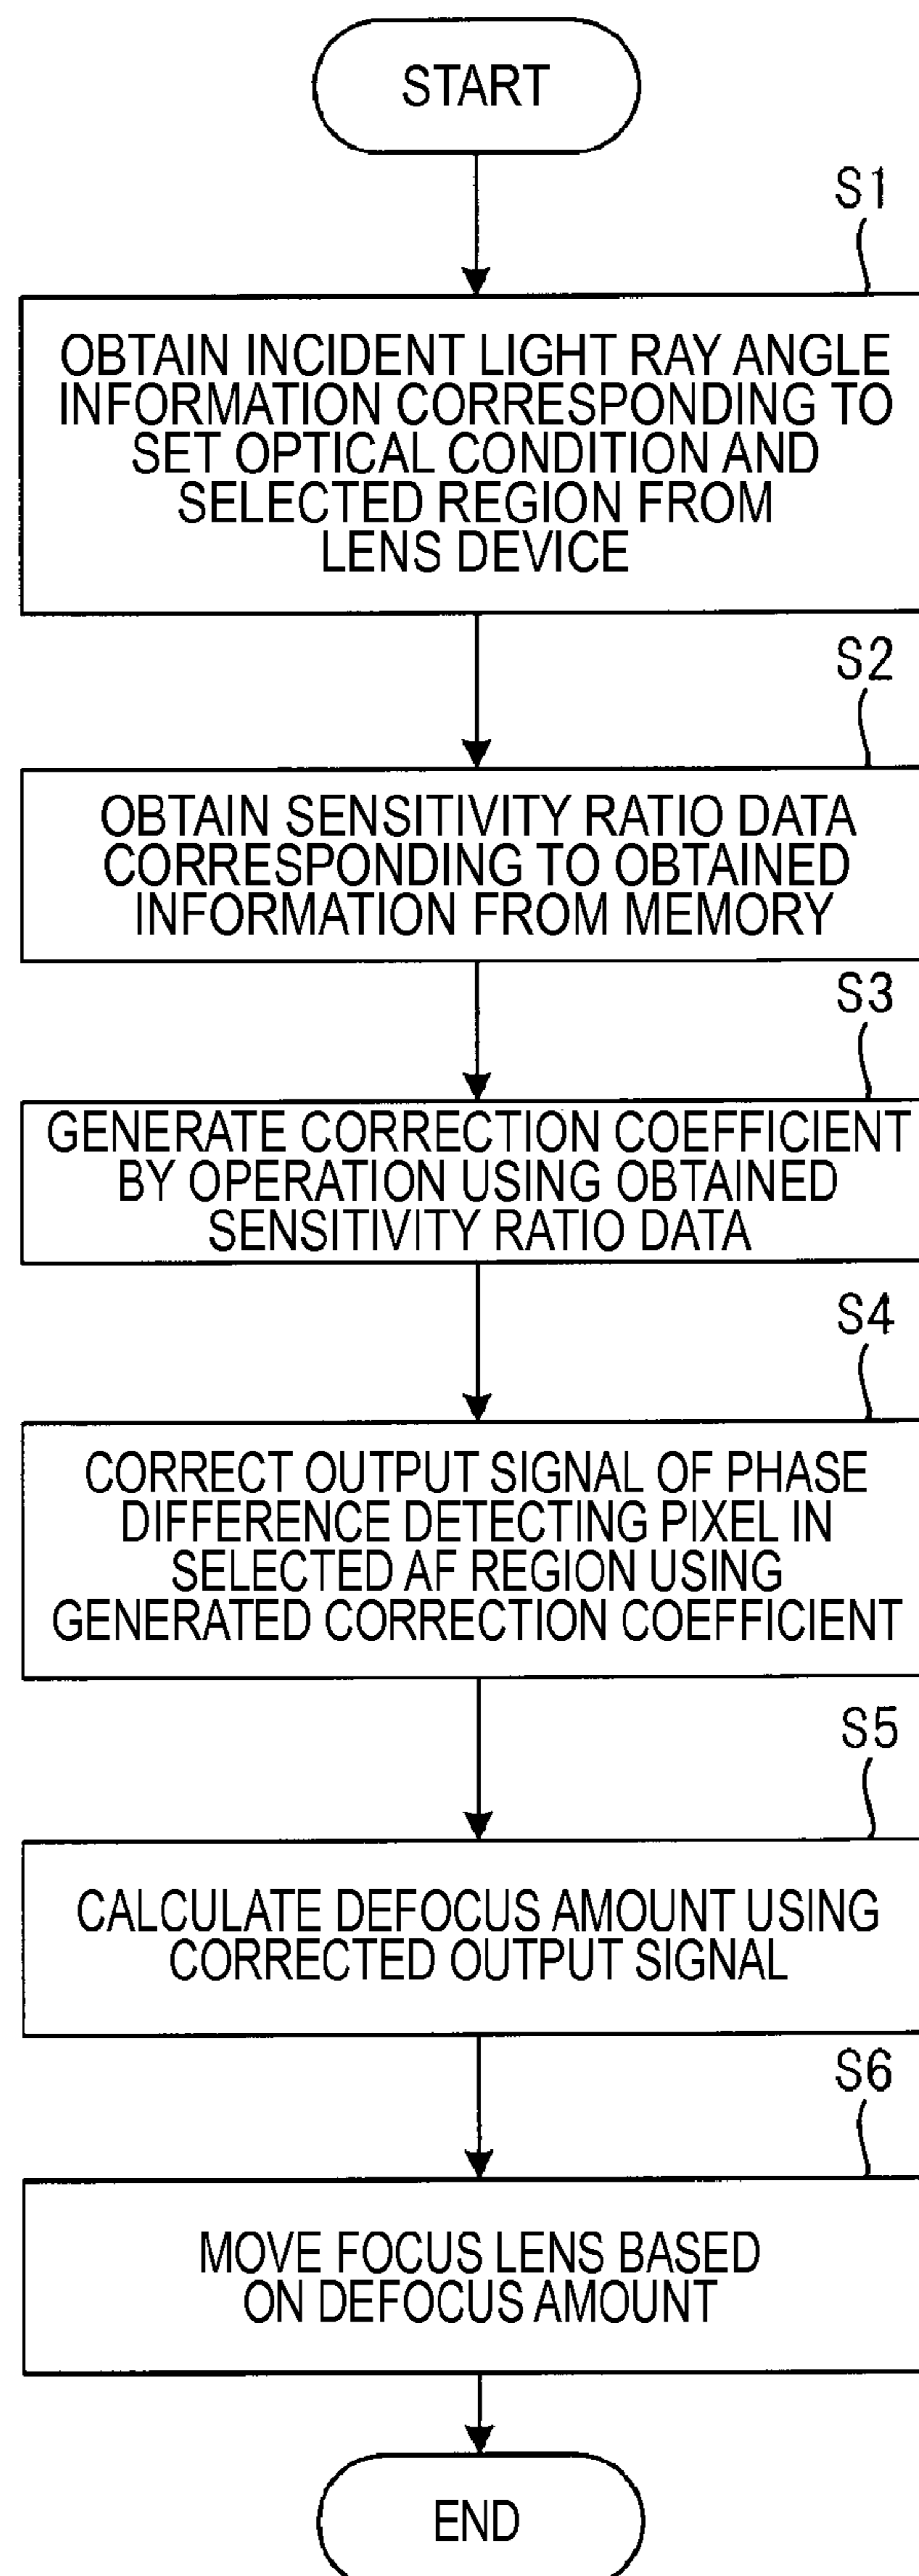 START
S1
OBTAIN INCIDENT LIGHT RAY ANGLE
INFORMATION CORRESPONDING TO
SET OPTICAL CONDITION AND
SELECTED REGION FROM
LENS DEVICE
S2
OBTAIN SENSITIVITY RATIO DATA
CORRESPONDING TO OBTAINED
INFORMATION FROM MEMORY
S3
GENERATE CORRECTION COEFFICIENT
BY OPERATION USING OBTAINED
SENSITIVITY RATIO DATA
S4
CORRECT OUTPUT SIGNAL OF PHASE
DIFFERENCE DETECTING PIXEL IN
SELECTED AF REGION USING
GENERATED CORRECTION COEFFICIENT
S5
CALCULATE DEFOCUS AMOUNT USING
CORRECTED OUTPUT SIGNAL
S6
MOVE FOCUS LENS BASED
ON DEFOCUS AMOUNT
END